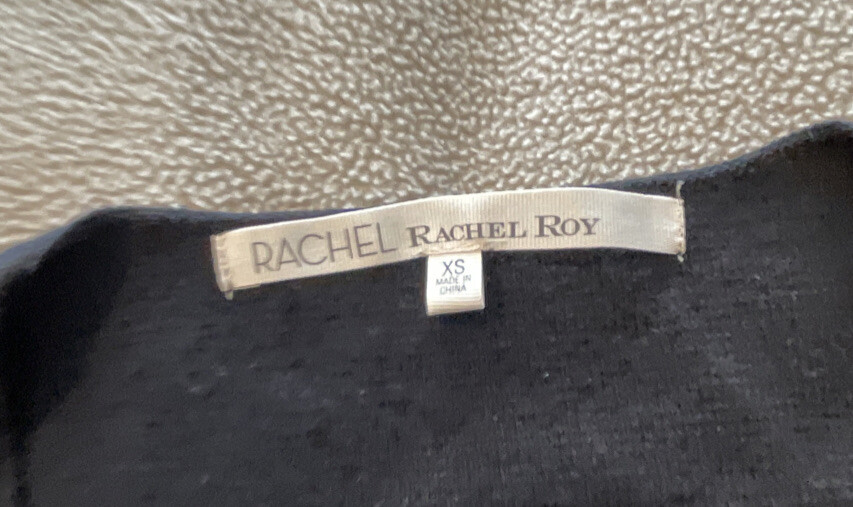 RACHEL RACHEL ROY
XS
MADE IN
CHINA